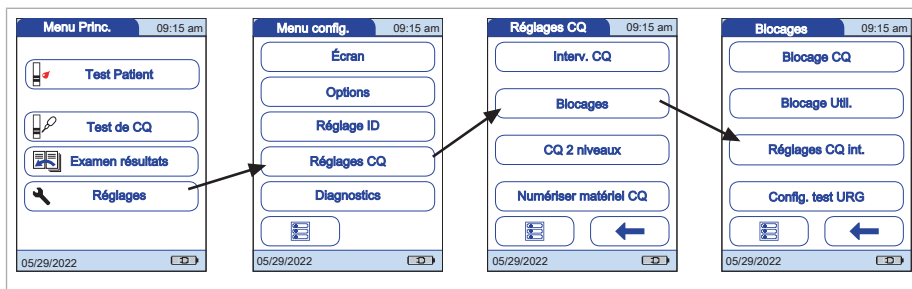 Menu Princ.
09:15 am
Test Patient
Test de CQ
Examen résultats
Réglages
05/29/2022
Menu config.
09:15 am
Écran
Options
Réglage ID
Réglages CQ
Diagnostics
05/29/2022
Réglages CQ
09:15 am
Interv. CQ
Blocages
CQ 2 niveaux
Numériser matériel CQ
05/29/2022
Blocages
09:15 am
Blocage CQ
Blocage Util.
Réglages CQ int.
Config. test URG
05/29/2022